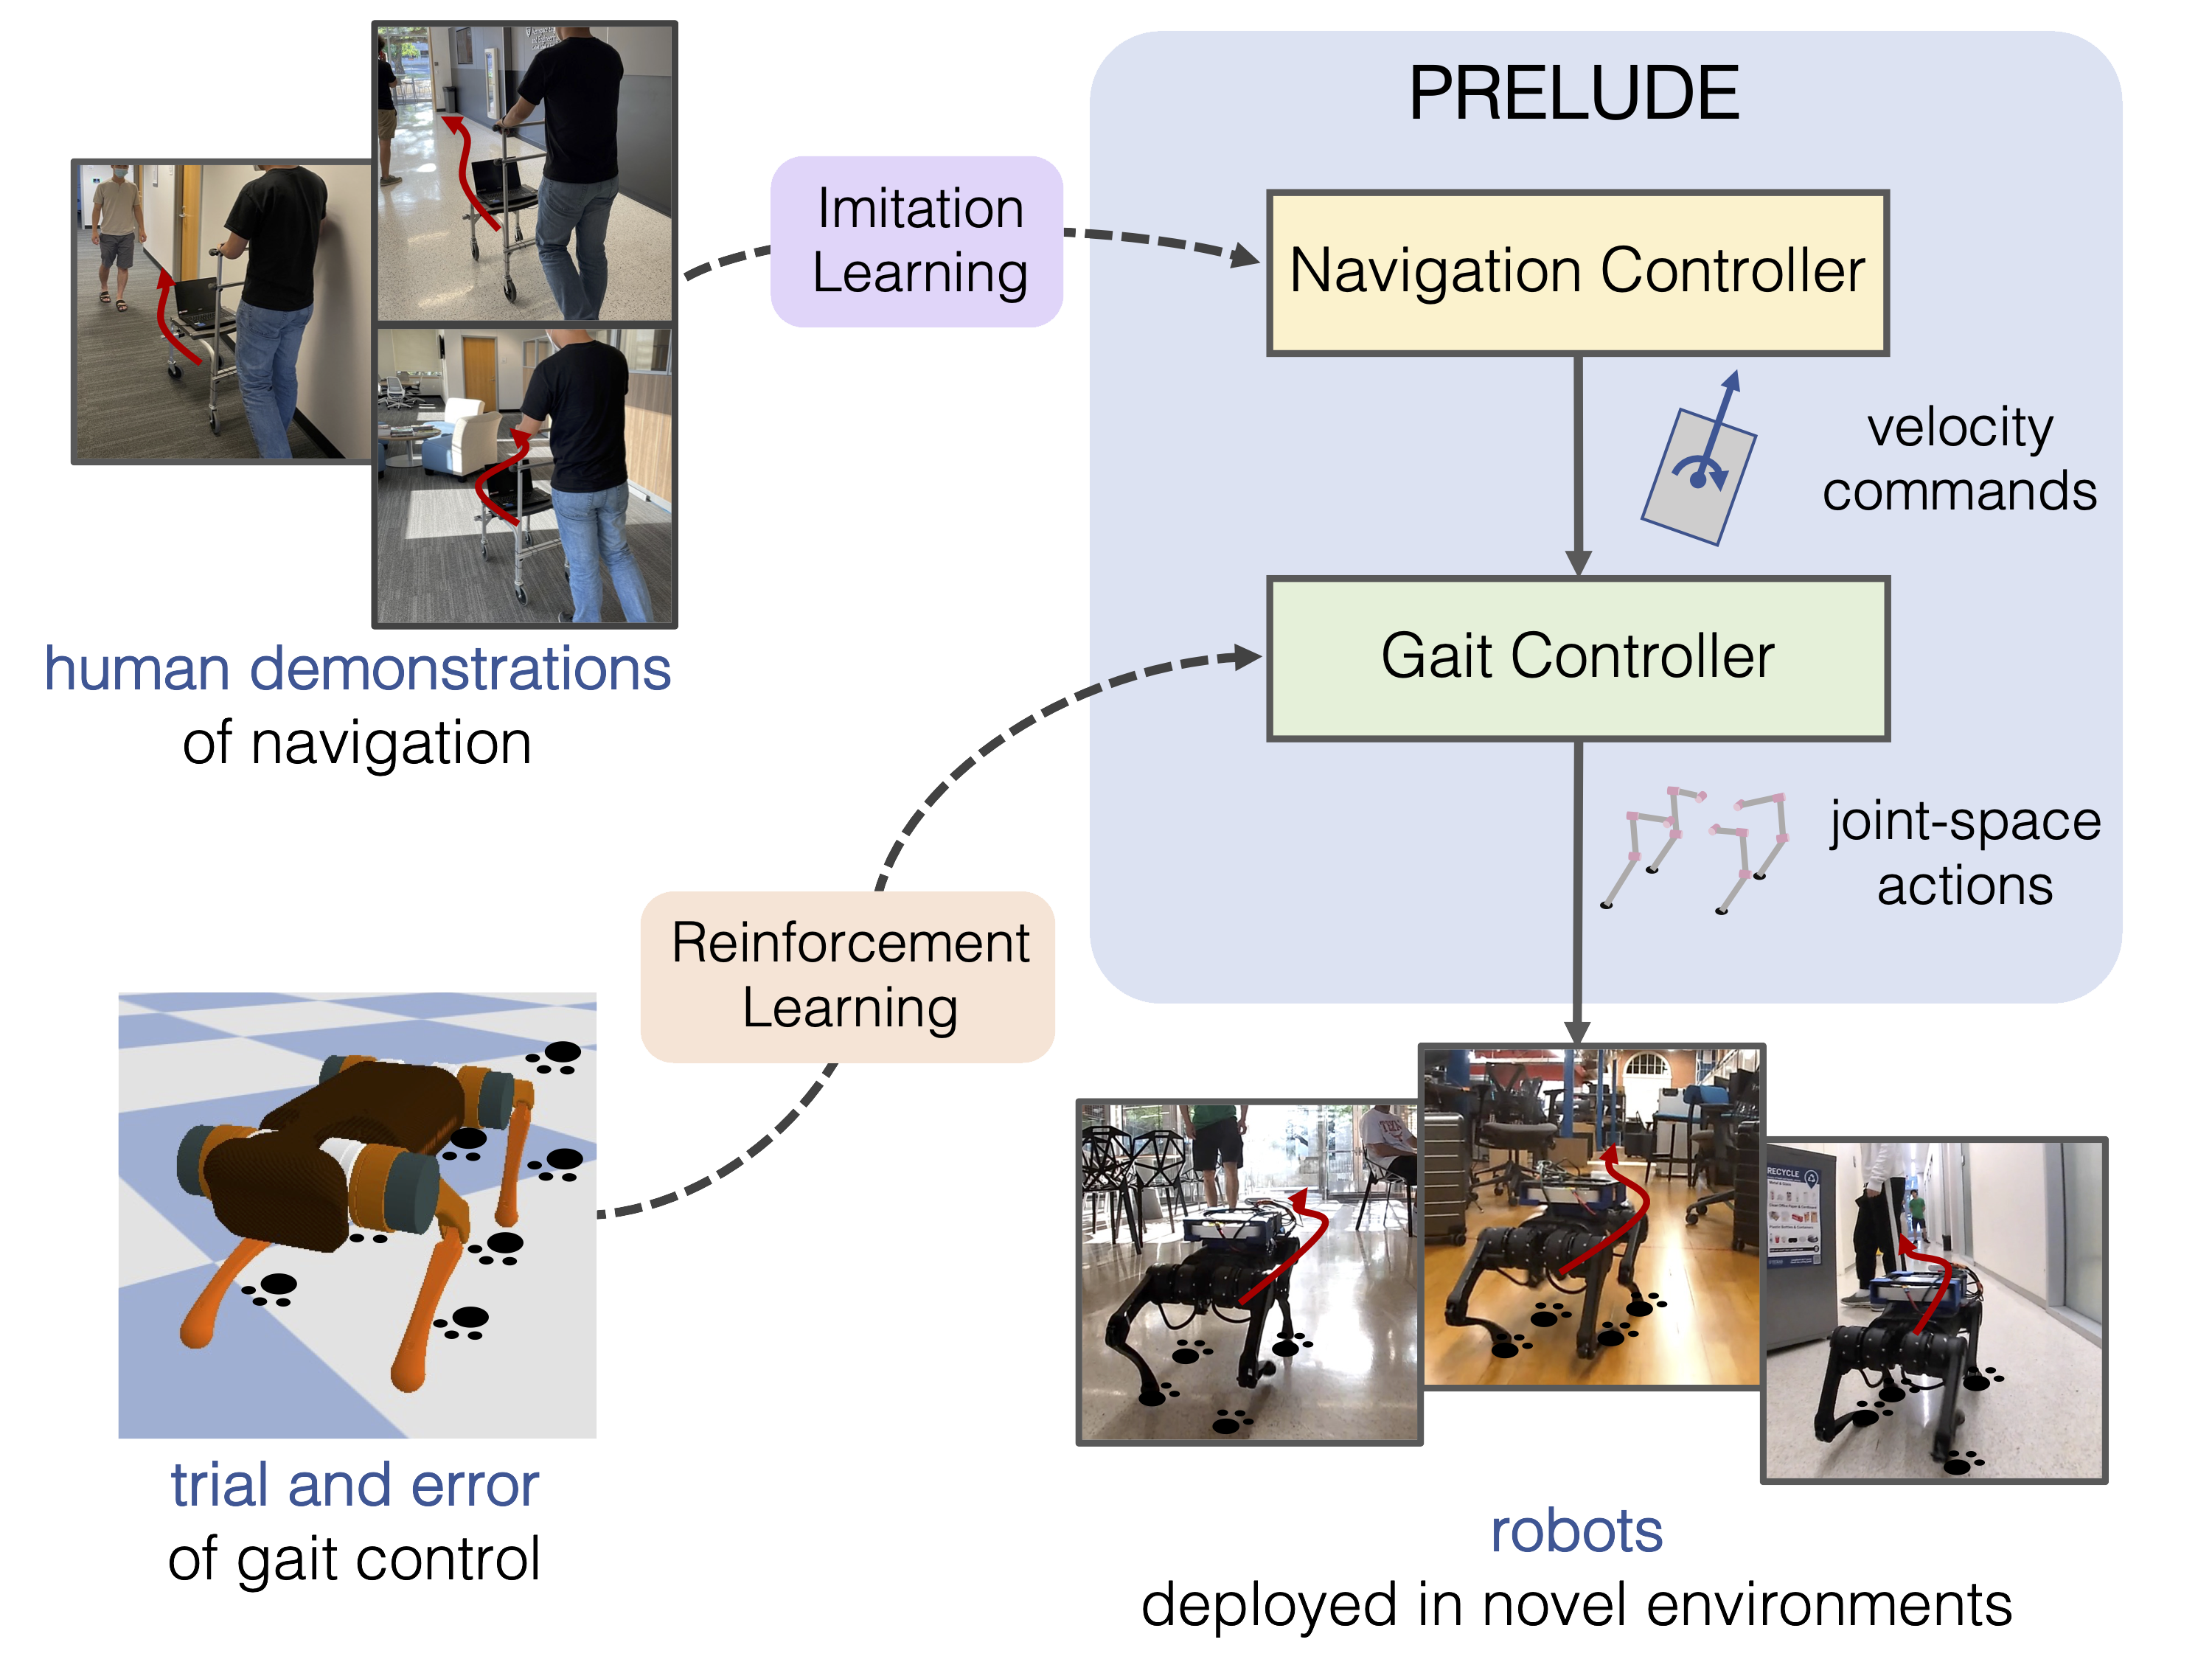 PRELUDE
Imitation
Learning
Navigation Controller
velocity
commands
human demonstrations
of navigation
Gait Controller
joint-space
actions
Reinforcement
Learning
RECYCLE
trial and error
of gait control
robots
deployed in novel environments